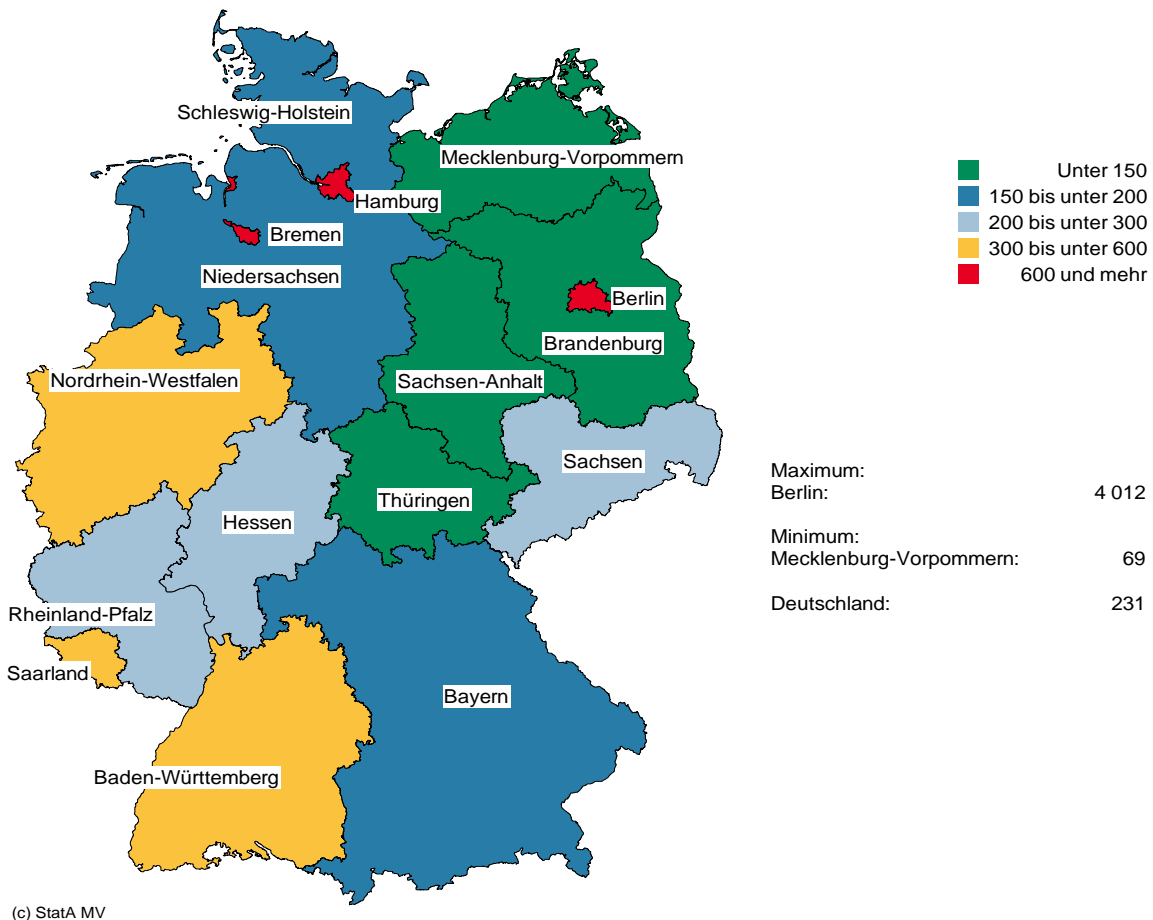 Schleswig-Holstein
Mecklenburg-Vorpommern
Hamburg
Bremen
Niedersachsen
Berlin
Brandenburg
Nordrhein-Westfalen
Sachsen-Anhalt
Sachsen
Thüringen
Hessen
Rheinland-Pfalz
Saarland
Bayern
Baden-Württemberg
Unter 150
150 bis unter 200
200 bis unter 300
300 bis unter 600
600 und mehr
Maximum:
Berlin: 4 012
Minimum:
Mecklenburg-Vorpommern: 69
Deutschland: 231
(c) StatA MV